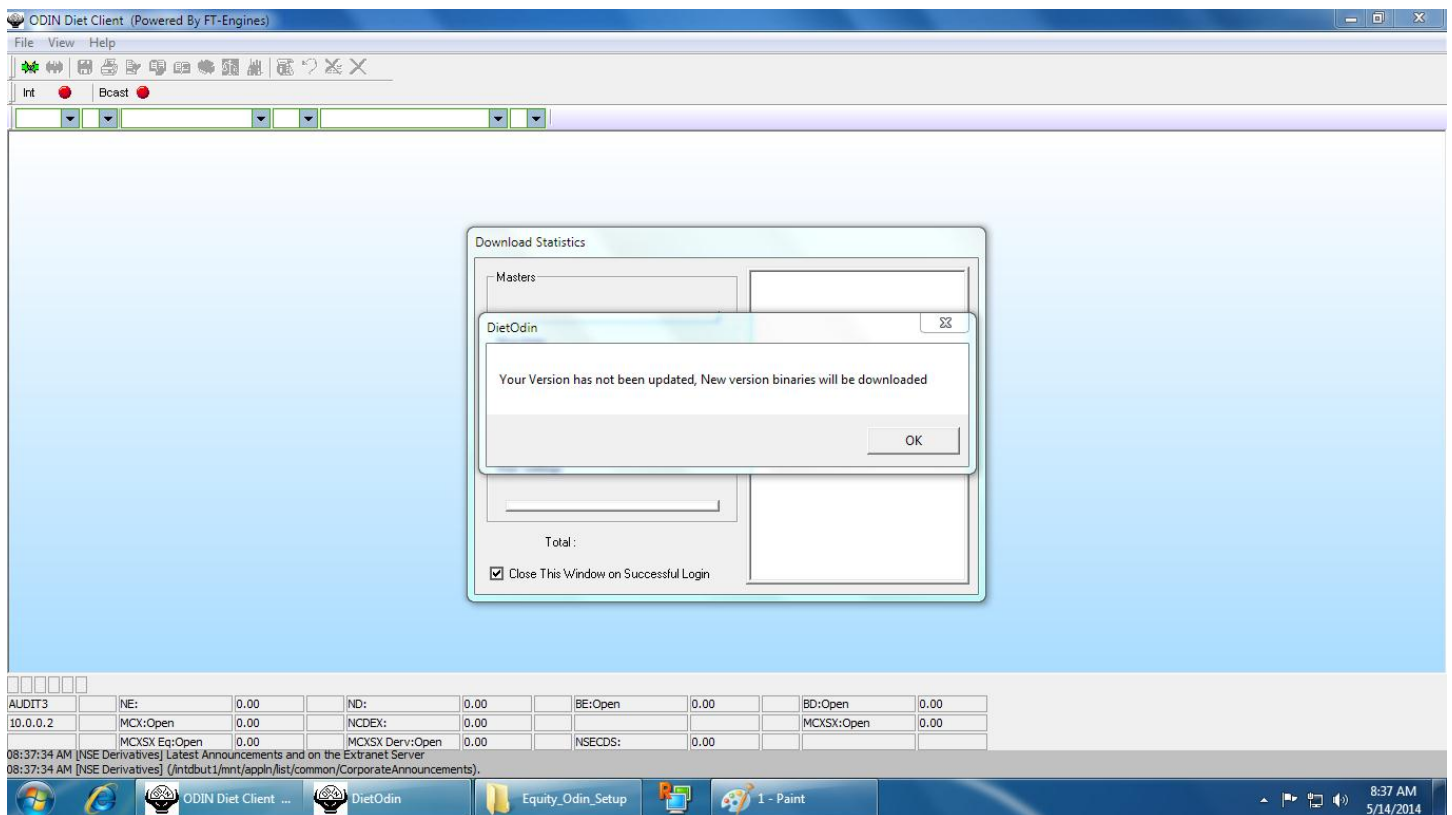 ODIN Diet Client (Powered By FT-Engines)
File View Help
Int Bcast
Download Statistics
Masters
DietOdin
Your Version has not been updated, New version binaries will be downloaded
OK
Total :
Close This Window on Successful Login
AUDIT3 NE: 0.00 ND: 0.00 BE:Open 0.00 BD:Open 0.00
10.0.0.2 MCX:Open 0.00 NCDEX: 0.00 MCXSX:Open 0.00
MCXSX Eq:Open 0.00 MCXSX Derv:Open 0.00 NSECDS: 0.00
08:37:34 AM [NSE Derivatives] Latest Announcements and on the Extranet Server
08:37:34 AM [NSE Derivatives] (/intdbut1/mnt/appln/list/common/CorporateAnnouncements).
ODIN Diet Client ... DietOdin Equity_Odin_Setup 1 - Paint 8:37 AM
5/14/2014